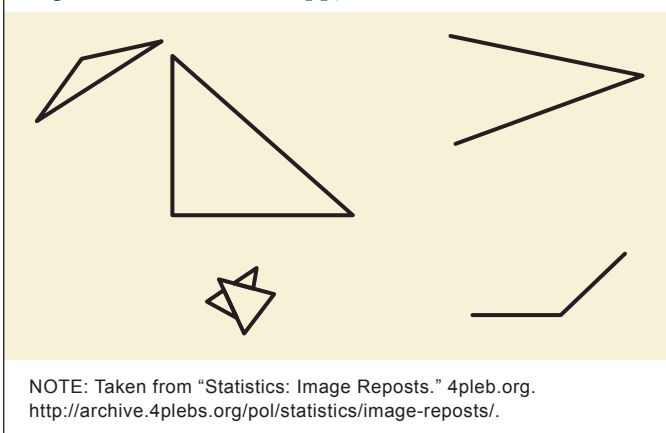 NOTE: Taken from “Statistics: Image Reposts.” 4pleb.org.
http://archive.4plebs.org/pol/statistics/image-reposts/.